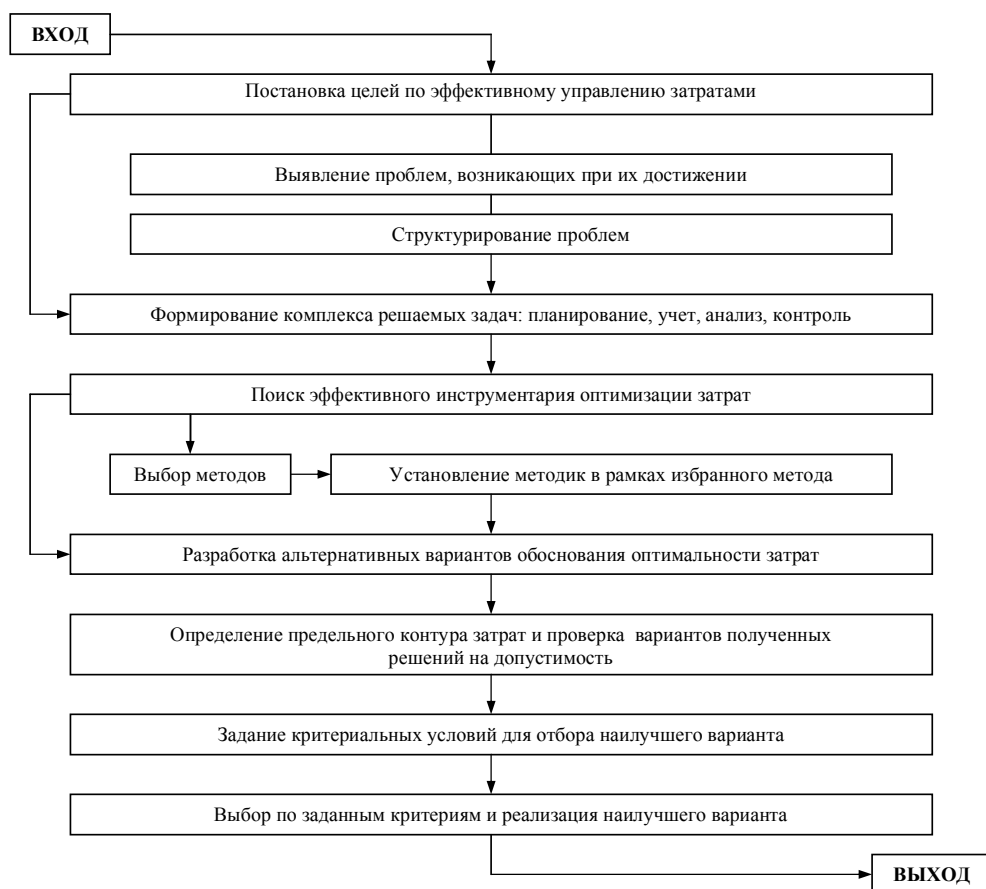 ВХОД
Постановка целей по эффективному управлению затратами
Выявление проблем, возникающих при их достижении
Структурирование проблем
Формирование комплекса решаемых задач: планирование, учет, анализ, контроль
Поиск эффективного инструментария оптимизации затрат
Выбор методов
Установление методик в рамках избранного метода
Разработка альтернативных вариантов обоснования оптимальности затрат
Определение предельного контура затрат и проверка вариантов полученных
решений на допустимость
Задание критериальных условий для отбора наилучшего варианта
Выбор по заданным критериям и реализация наилучшего варианта
ВЫХОД